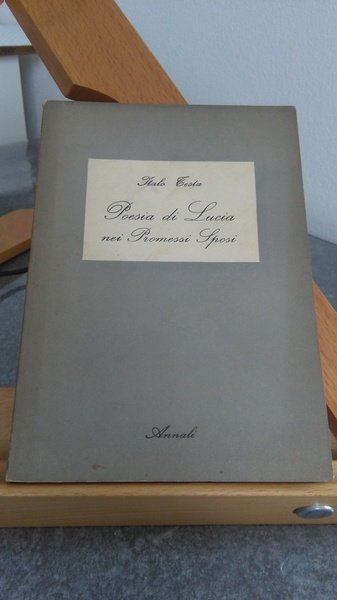 Italo Testa
Poesia di Lucia
nei Promessi Sposi
Annali